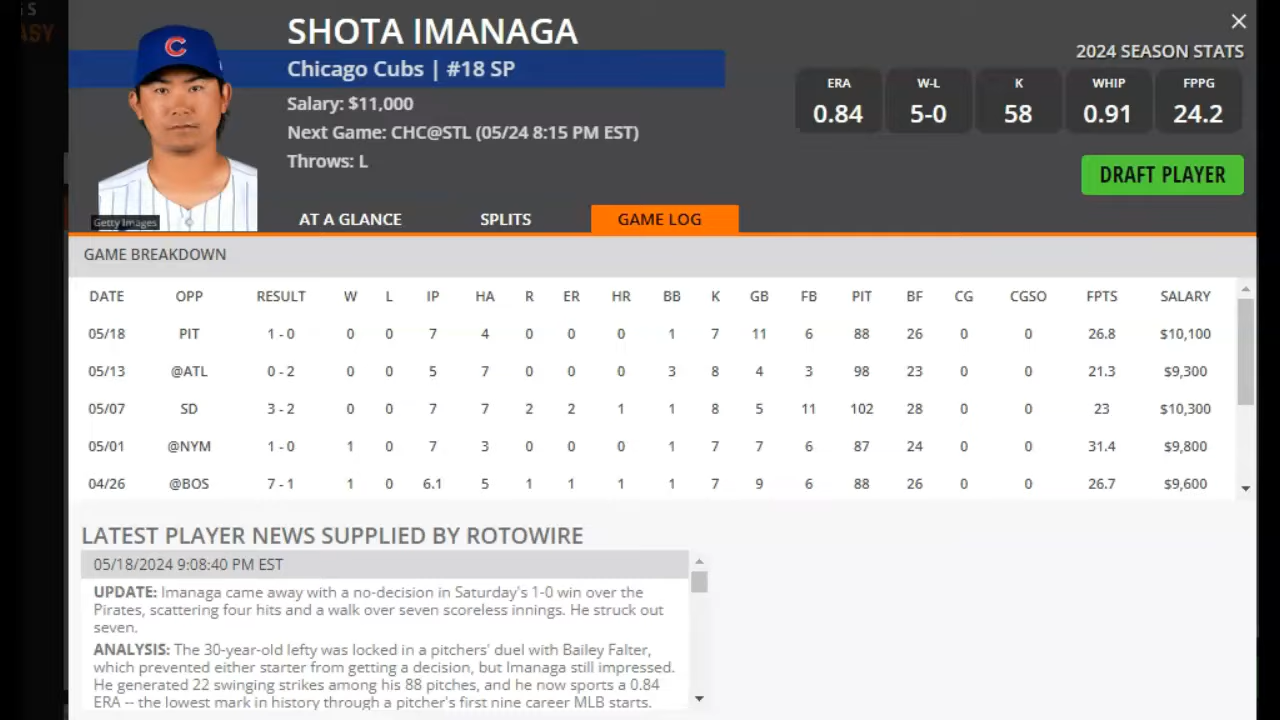 S
ASY
SHOTA IMANAGA
Chicago Cubs | #18 SP
Salary: $11,000
Next Game: CHC@STL (05/24 8:15 PM EST)
Throws: L
C
Getty Images
×
2024 SEASON STATS
ERA W-L K WHIP FPPG
0.84 5-0 58 0.91 24.2
DRAFT PLAYER
AT A GLANCE SPLITS GAME LOG
GAME BREAKDOWN
DATE OPP RESULT W L IP HA R ER HR BB K GB FB PIT BF CG CGSO FPTS SALARY
05/18 PIT 1 - 0 0 0 7 4 0 0 0 1 7 11 6 88 26 0 0 26.8 $10,100
05/13 @ATL 0 - 2 0 0 5 7 0 0 0 3 8 4 3 98 23 0 0 21.3 $9,300
05/07 SD 3 - 2 0 0 7 7 2 2 1 1 8 5 11 102 28 0 0 23 $10,300
05/01 @NYM 1 - 0 1 0 7 3 0 0 0 1 7 7 6 87 24 0 0 31.4 $9,800
04/26 @BOS 7 - 1 1 0 6.1 5 1 1 1 1 7 9 6 88 26 0 0 26.7 $9,600
LATEST PLAYER NEWS SUPPLIED BY ROTOWIRE
05/18/2024 9:08:40 PM EST
UPDATE: Imanaga came away with a no-decision in Saturday's 1-0 win over the
Pirates, scattering four hits and a walk over seven scoreless innings. He struck out
seven.
ANALYSIS: The 30-year-old lefty was locked in a pitchers' duel with Bailey Falter,
which prevented either starter from getting a decision, but Imanaga still impressed.
He generated 22 swinging strikes among his 88 pitches, and he now sports a 0.84
ERA -- the lowest mark in history through a pitcher's first nine career MLB starts.